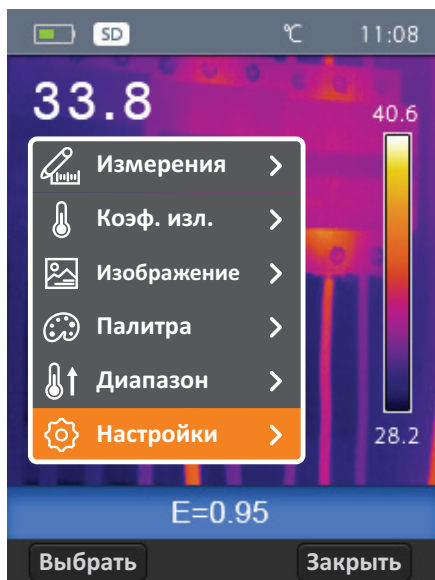 SD ℃ 11:08
33.8
40.6
Измерения
Коэф. изл.
Изображение
Палитра
Диапазон
Настройки
28.2
E=0.95
Выбрать Закрыть